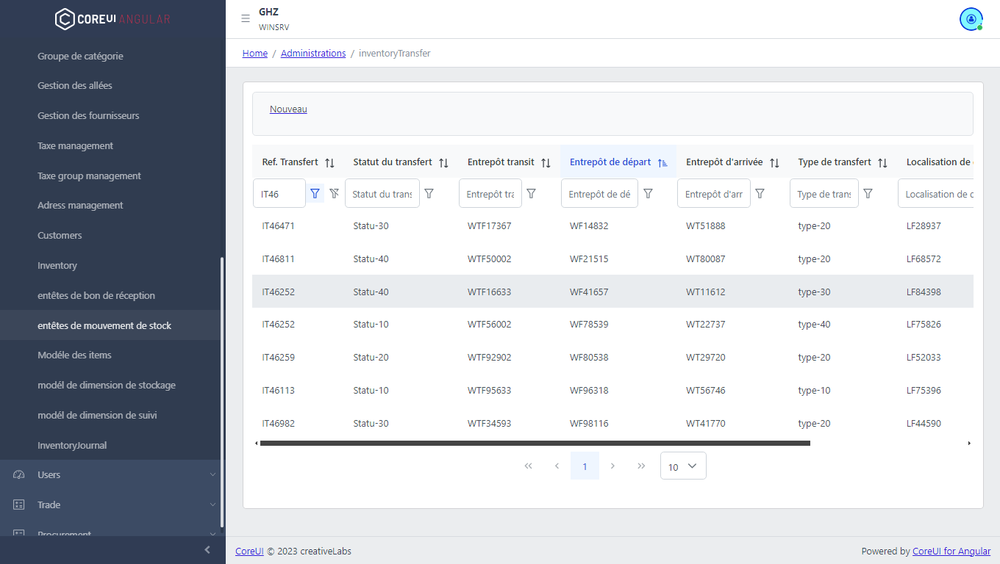 COREUI ANGULAR
Groupe de catégorie
Gestion des allées
Gestion des fournisseurs
Taxe management
Taxe group management
Adress management
Customers
Inventory
entêtes de bon de réception
entêtes de mouvement de stock
Modéle des items
modél de dimension de stockage
modél de dimension de suivi
InventoryJournal
Users
Trade
Procurement
GHZ
WINSRV
Home / Administrations / inventoryTransfer
Nouveau
Ref. Transfert Statut du transfert Entrepôt transit Entrepôt de départ Entrepôt d'arrivée Type de transfert Localisation de
IT46 Statut du trans Entrepôt tra Entrepôt de dé Entrepôt d'arr Type de trans Localisation de
IT46471 Statu-30 WTF17367 WF14832 WT51888 type-20 LF28937
IT46811 Statu-40 WTF50002 WF21515 WT80087 type-20 LF68572
IT46252 Statu-40 WTF16633 WF41657 WT11612 type-30 LF84398
IT46252 Statu-10 WTF56002 WF78539 WT22737 type-40 LF75826
IT46259 Statu-20 WTF92902 WF80538 WT29720 type-20 LF52033
IT46113 Statu-10 WTF95633 WF96318 WT56746 type-10 LF75396
IT46982 Statu-30 WTF34593 WF98116 WT41770 type-20 LF44590
1 10
CoreUI © 2023 creativeLabs
Powered by CoreUI for Angular